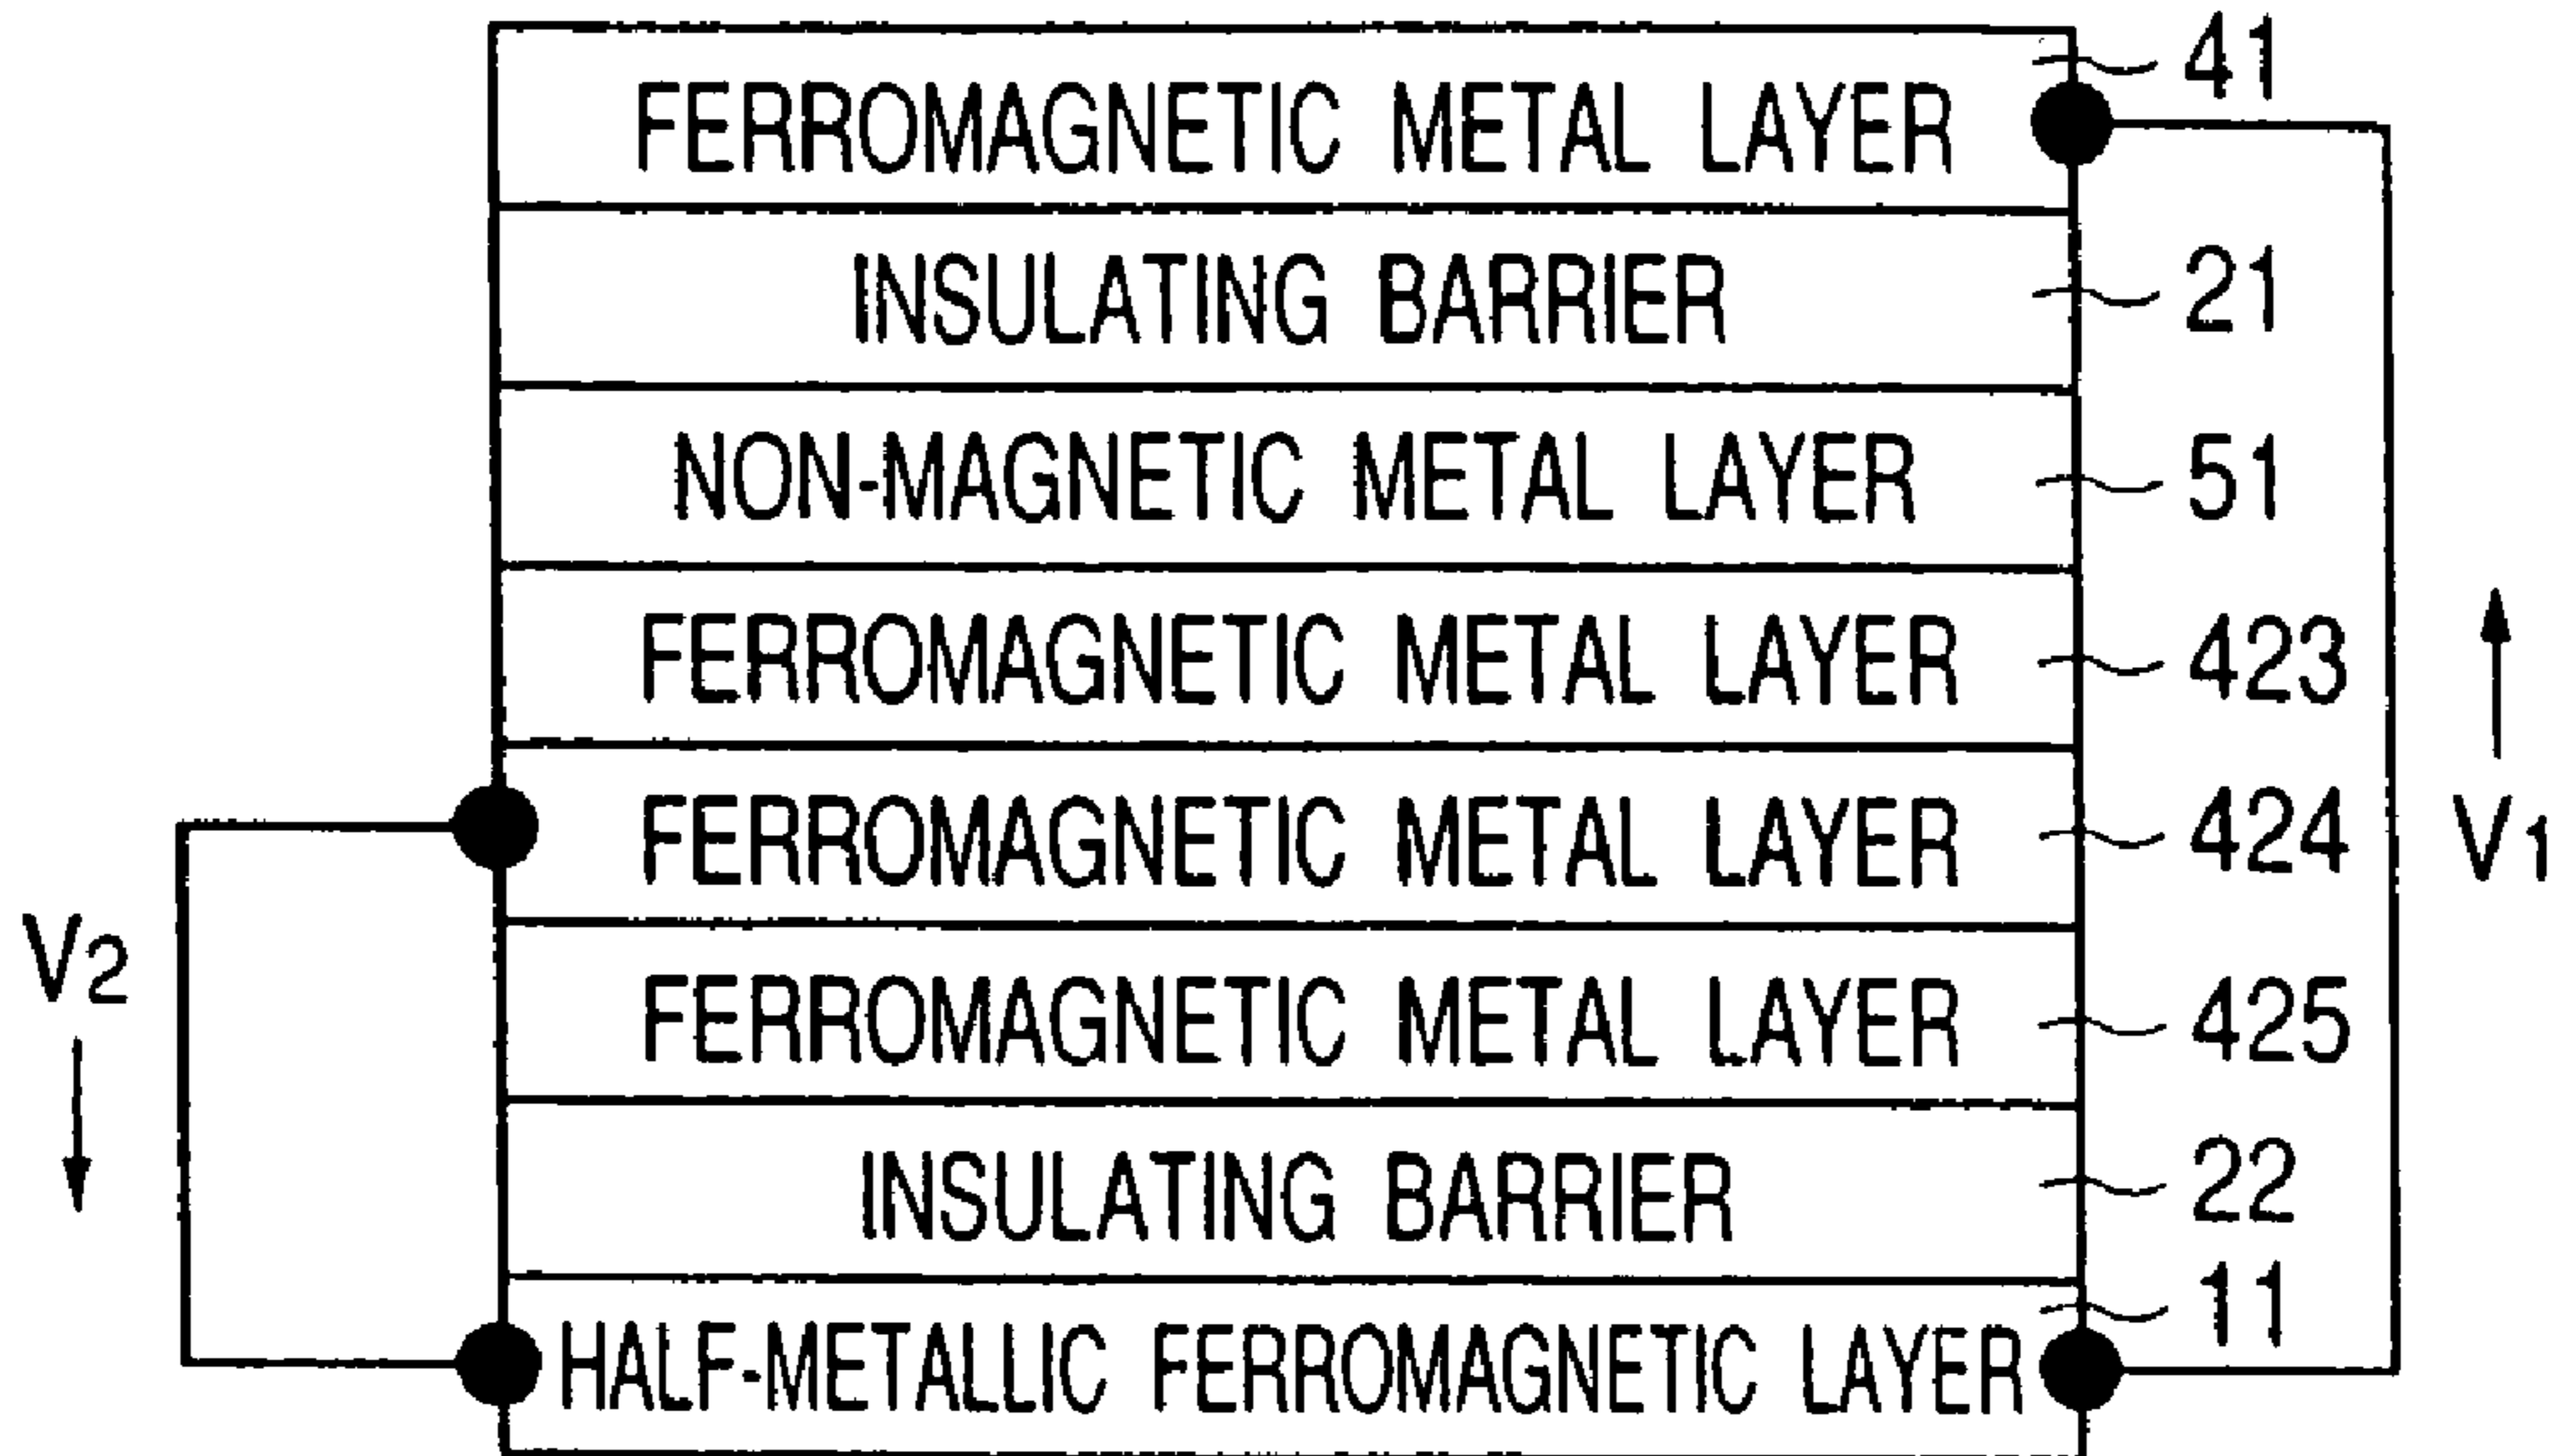 FERROMAGNETIC METAL LAYER 41
INSULATING BARRIER 21
NON-MAGNETIC METAL LAYER 51
FERROMAGNETIC METAL LAYER 423
FERROMAGNETIC METAL LAYER 424
V1
V2
FERROMAGNETIC METAL LAYER 425
INSULATING BARRIER 22
HALF-METALLIC FERROMAGNETIC LAYER 11